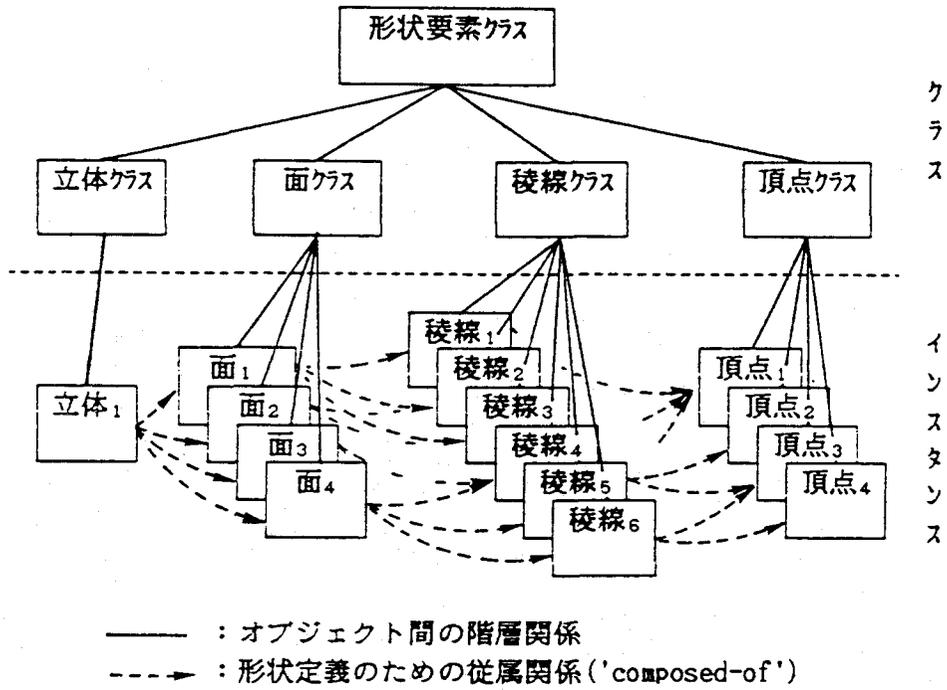 形状要素クラス
クラス
立体クラス
面クラス
稜線クラス
頂点クラス
インスタンス
立体1
面1
面2
面3
面4
稜線1
稜線2
稜線3
稜線4
稜線5
稜線6
頂点1
頂点2
頂点3
頂点4
：オブジェクト間の階層関係
：形状定義のための従属関係('composed-of')